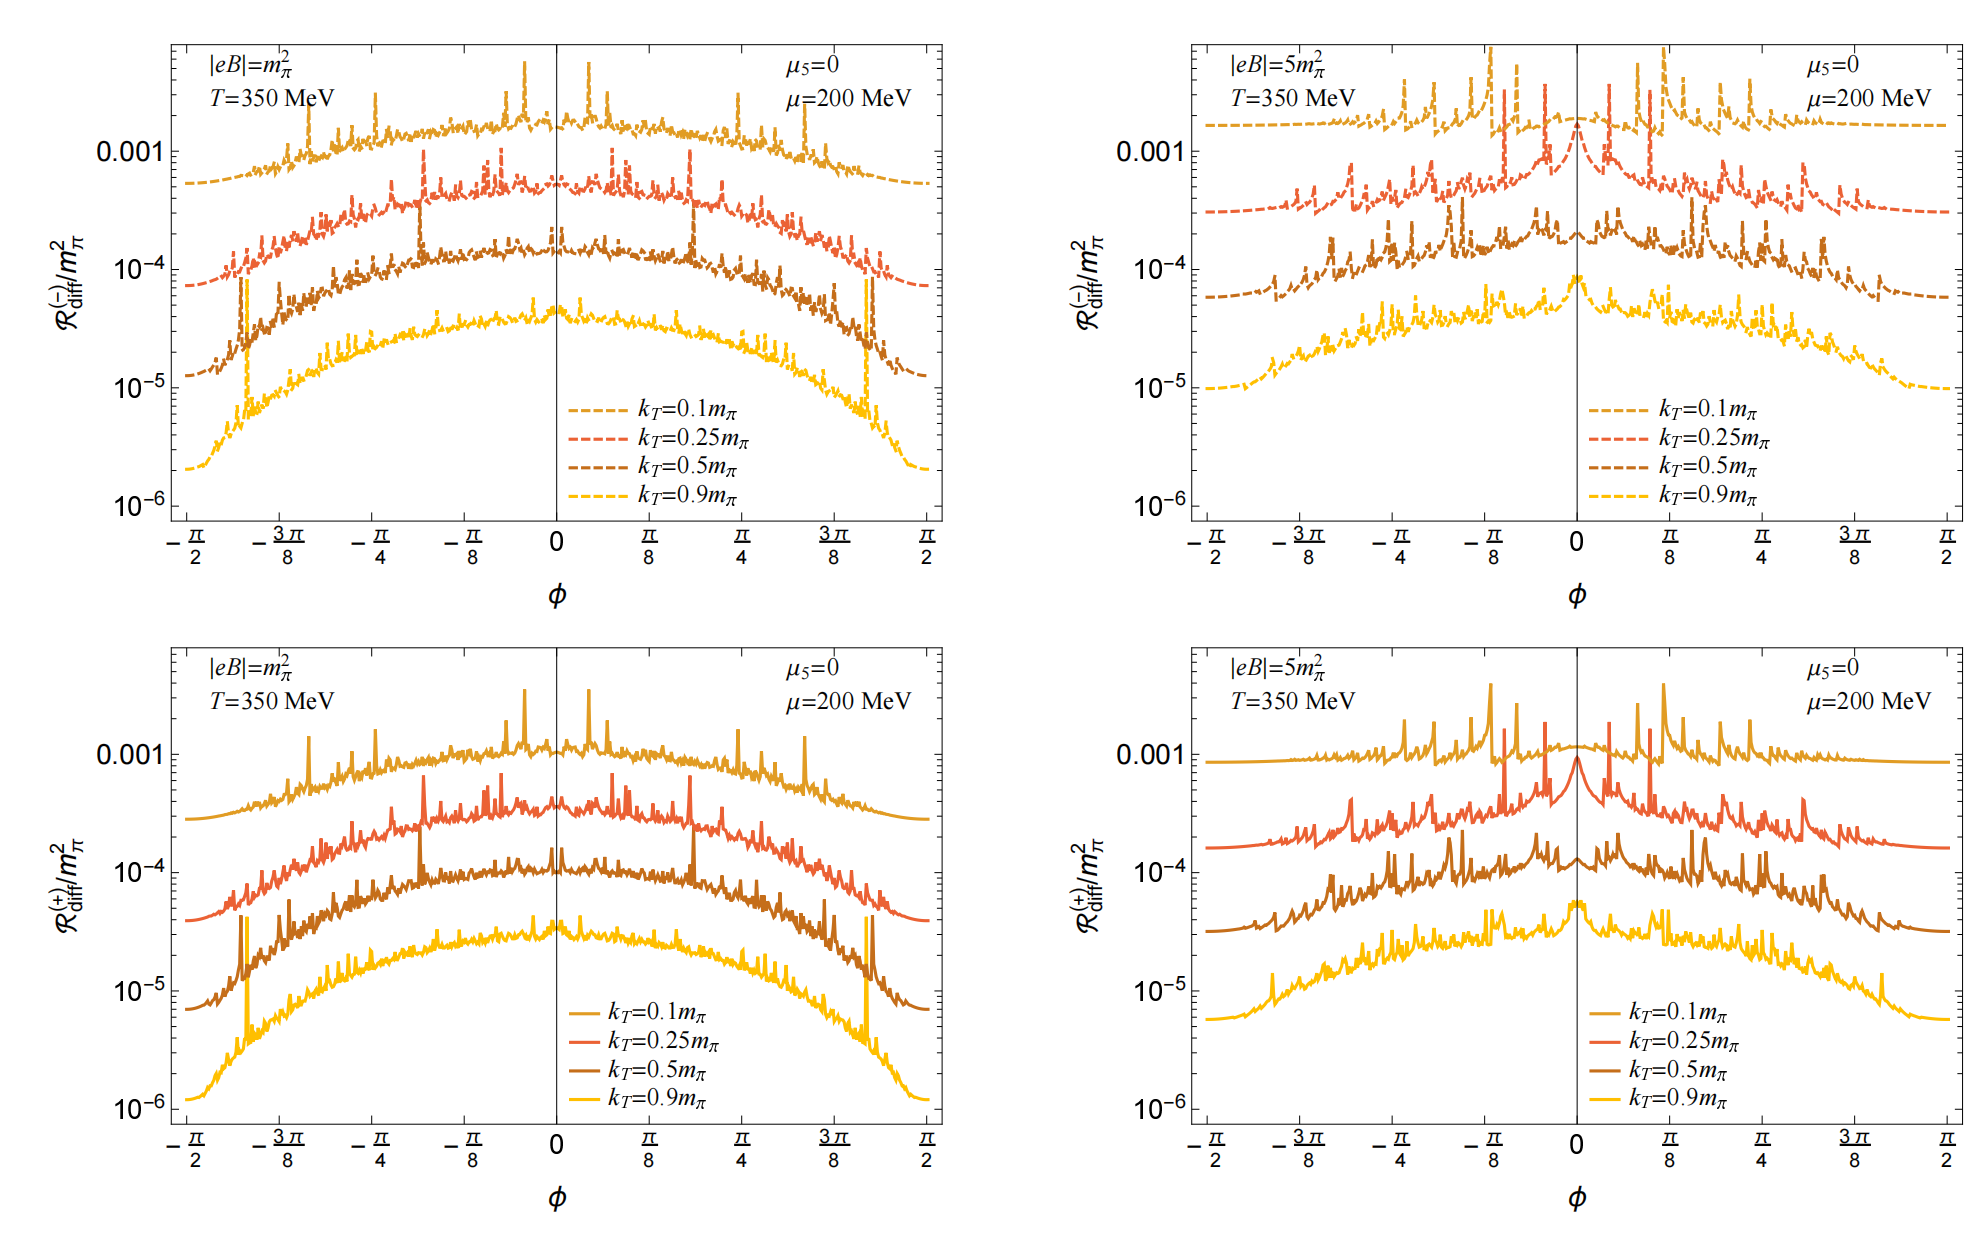 |eB|=m_π^2 μ_5=0
T=350 MeV μ=200 MeV
R_diff^(−)/m_π^2
0.001
10^−4
10^−5
10^−6
k_T=0.1m_π
k_T=0.25m_π
k_T=0.5m_π
k_T=0.9m_π
−π/2 −3π/8 −π/4 −π/8 0 π/8 π/4 3π/8 π/2
ϕ
|eB|=5m_π^2 μ_5=0
T=350 MeV μ=200 MeV
R_diff^(−)/m_π^2
0.001
10^−4
10^−5
10^−6
k_T=0.1m_π
k_T=0.25m_π
k_T=0.5m_π
k_T=0.9m_π
−π/2 −3π/8 −π/4 −π/8 0 π/8 π/4 3π/8 π/2
ϕ
|eB|=m_π^2 μ_5=0
T=350 MeV μ=200 MeV
R_diff^(+)/m_π^2
0.001
10^−4
10^−5
10^−6
k_T=0.1m_π
k_T=0.25m_π
k_T=0.5m_π
k_T=0.9m_π
−π/2 −3π/8 −π/4 −π/8 0 π/8 π/4 3π/8 π/2
ϕ
|eB|=5m_π^2 μ_5=0
T=350 MeV μ=200 MeV
R_diff^(+)/m_π^2
0.001
10^−4
10^−5
10^−6
k_T=0.1m_π
k_T=0.25m_π
k_T=0.5m_π
k_T=0.9m_π
−π/2 −3π/8 −π/4 −π/8 0 π/8 π/4 3π/8 π/2
ϕ